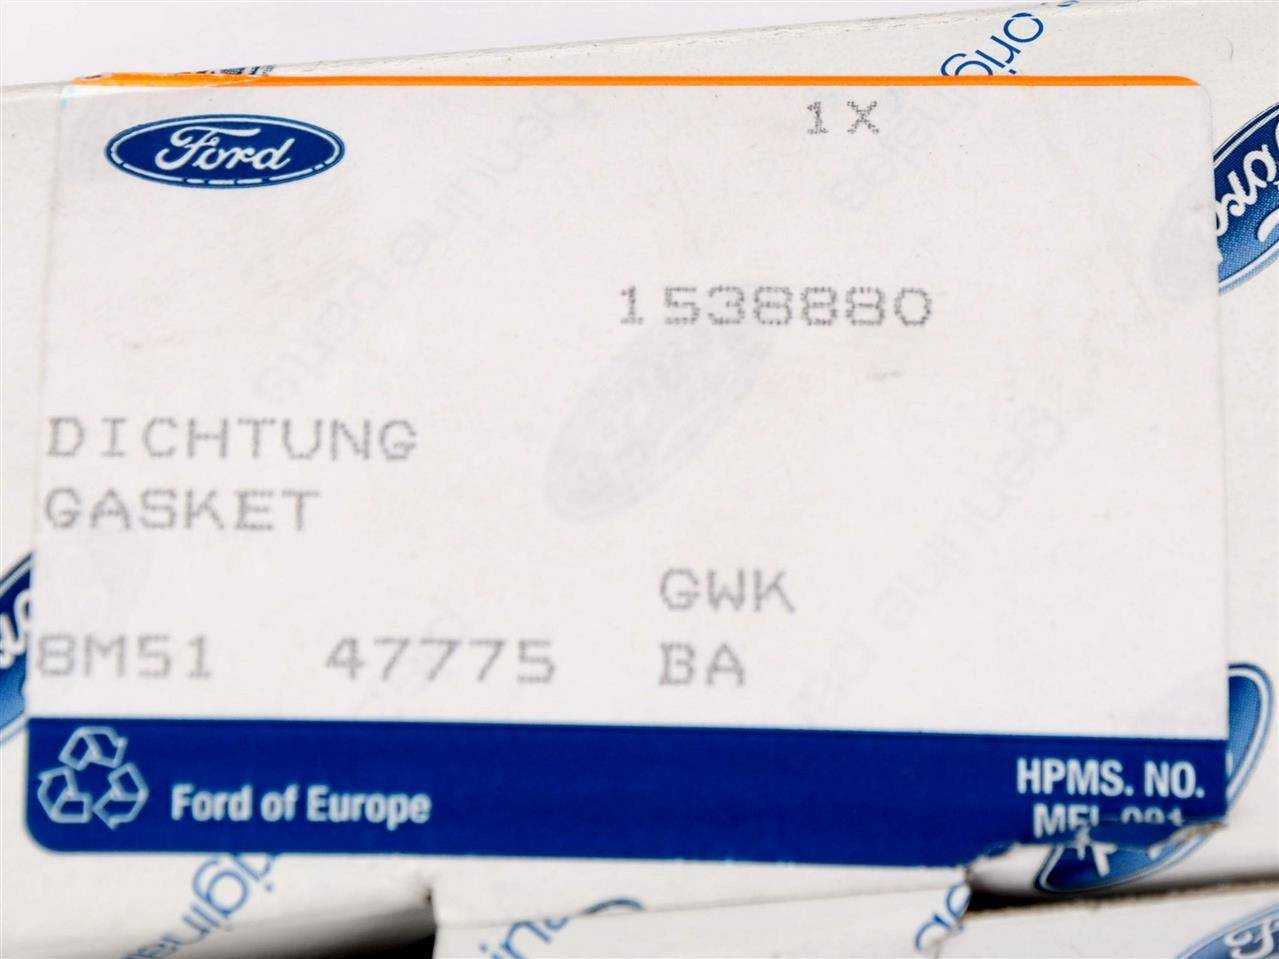 Ford
1X
1538880
DICHTUNG
GASKET
GWK
8M51 47775 BA
Ford of Europe
HPMS. NO.